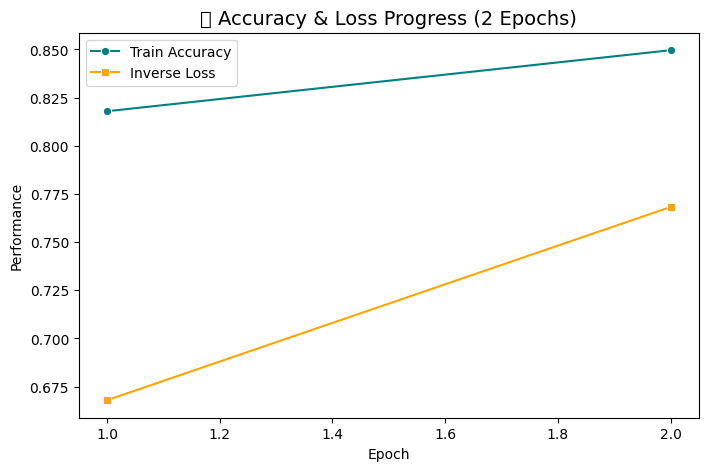 Accuracy & Loss Progress (2 Epochs)
Train Accuracy
Inverse Loss
Performance
0.850
0.825
0.800
0.775
0.750
0.725
0.700
0.675
1.0 1.2 1.4 1.6 1.8 2.0
Epoch